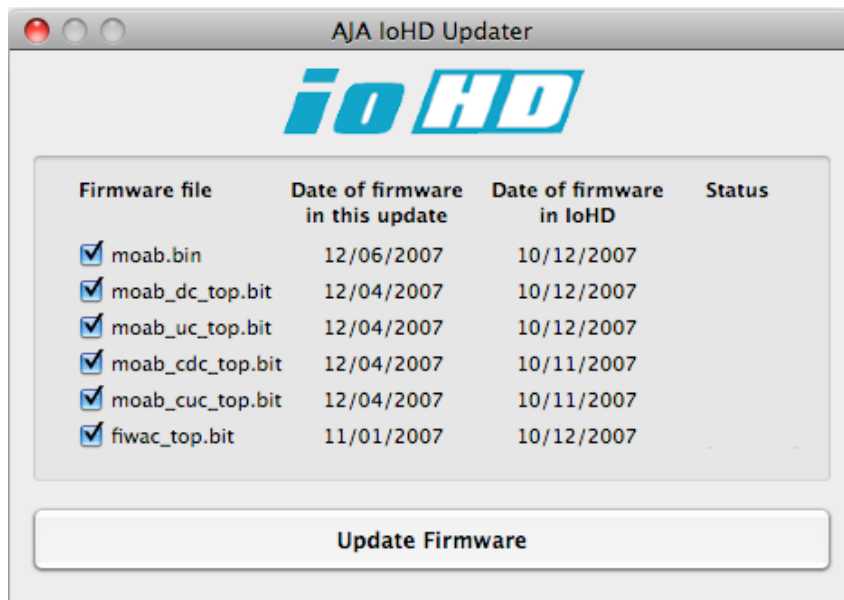 AJA IoHD Updater
io HD
Firmware file Date of firmware in this update Date of firmware in IoHD Status
moab.bin 12/06/2007 10/12/2007
moab_dc_top.bit 12/04/2007 10/12/2007
moab_uc_top.bit 12/04/2007 10/12/2007
moab_cdc_top.bit 12/04/2007 10/11/2007
moab_cuc_top.bit 12/04/2007 10/11/2007
fiwac_top.bit 11/01/2007 10/12/2007
Update Firmware